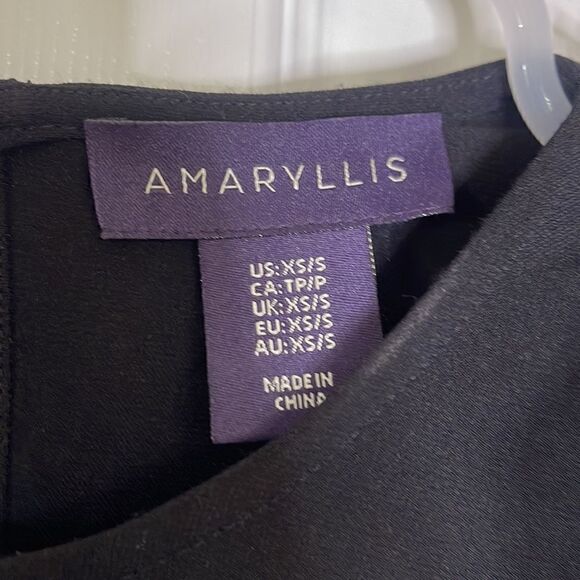 AMARYLLIS
US:XS/S
CA:TP/P
UK:XS/S
EU:XS/S
AU:XS/S
MADE IN
CHINA